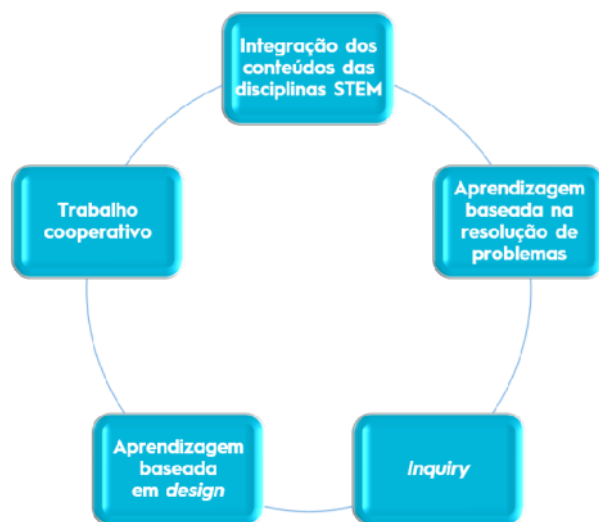 Integração dos
conteúdos das
disciplinas STEM
Aprendizagem
baseada na
resolução de
problemas
Inquiry
Aprendizagem
baseada
em design
Trabalho
cooperativo